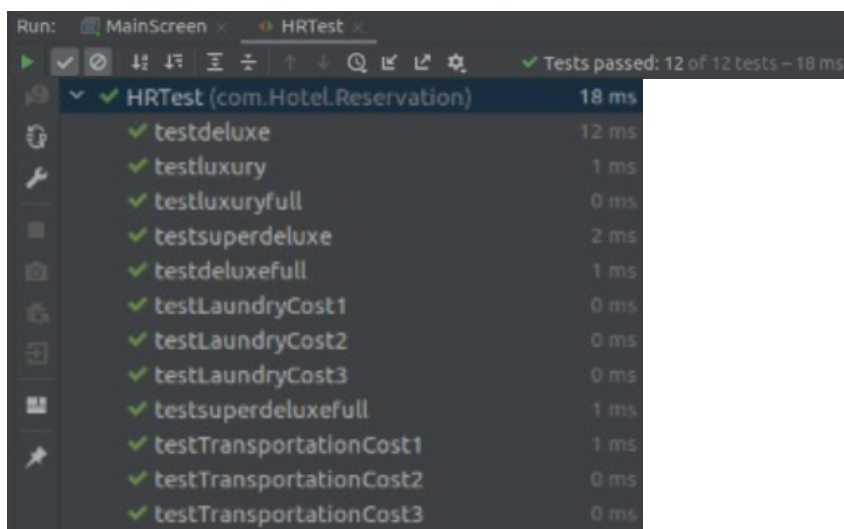 Run: MainScreen × HRTest ×
Tests passed: 12 of 12 tests – 18 ms
HRTest (com.Hotel.Reservation) 18 ms
testdeluxe 12 ms
testluxury 1 ms
testluxuryfull 0 ms
testsuperdeluxe 2 ms
testdeluxefull 1 ms
testLaundryCost1 0 ms
testLaundryCost2 0 ms
testLaundryCost3 0 ms
testsuperdeluxefull 1 ms
testTransportationCost1 1 ms
testTransportationCost2 0 ms
testTransportationCost3 0 ms